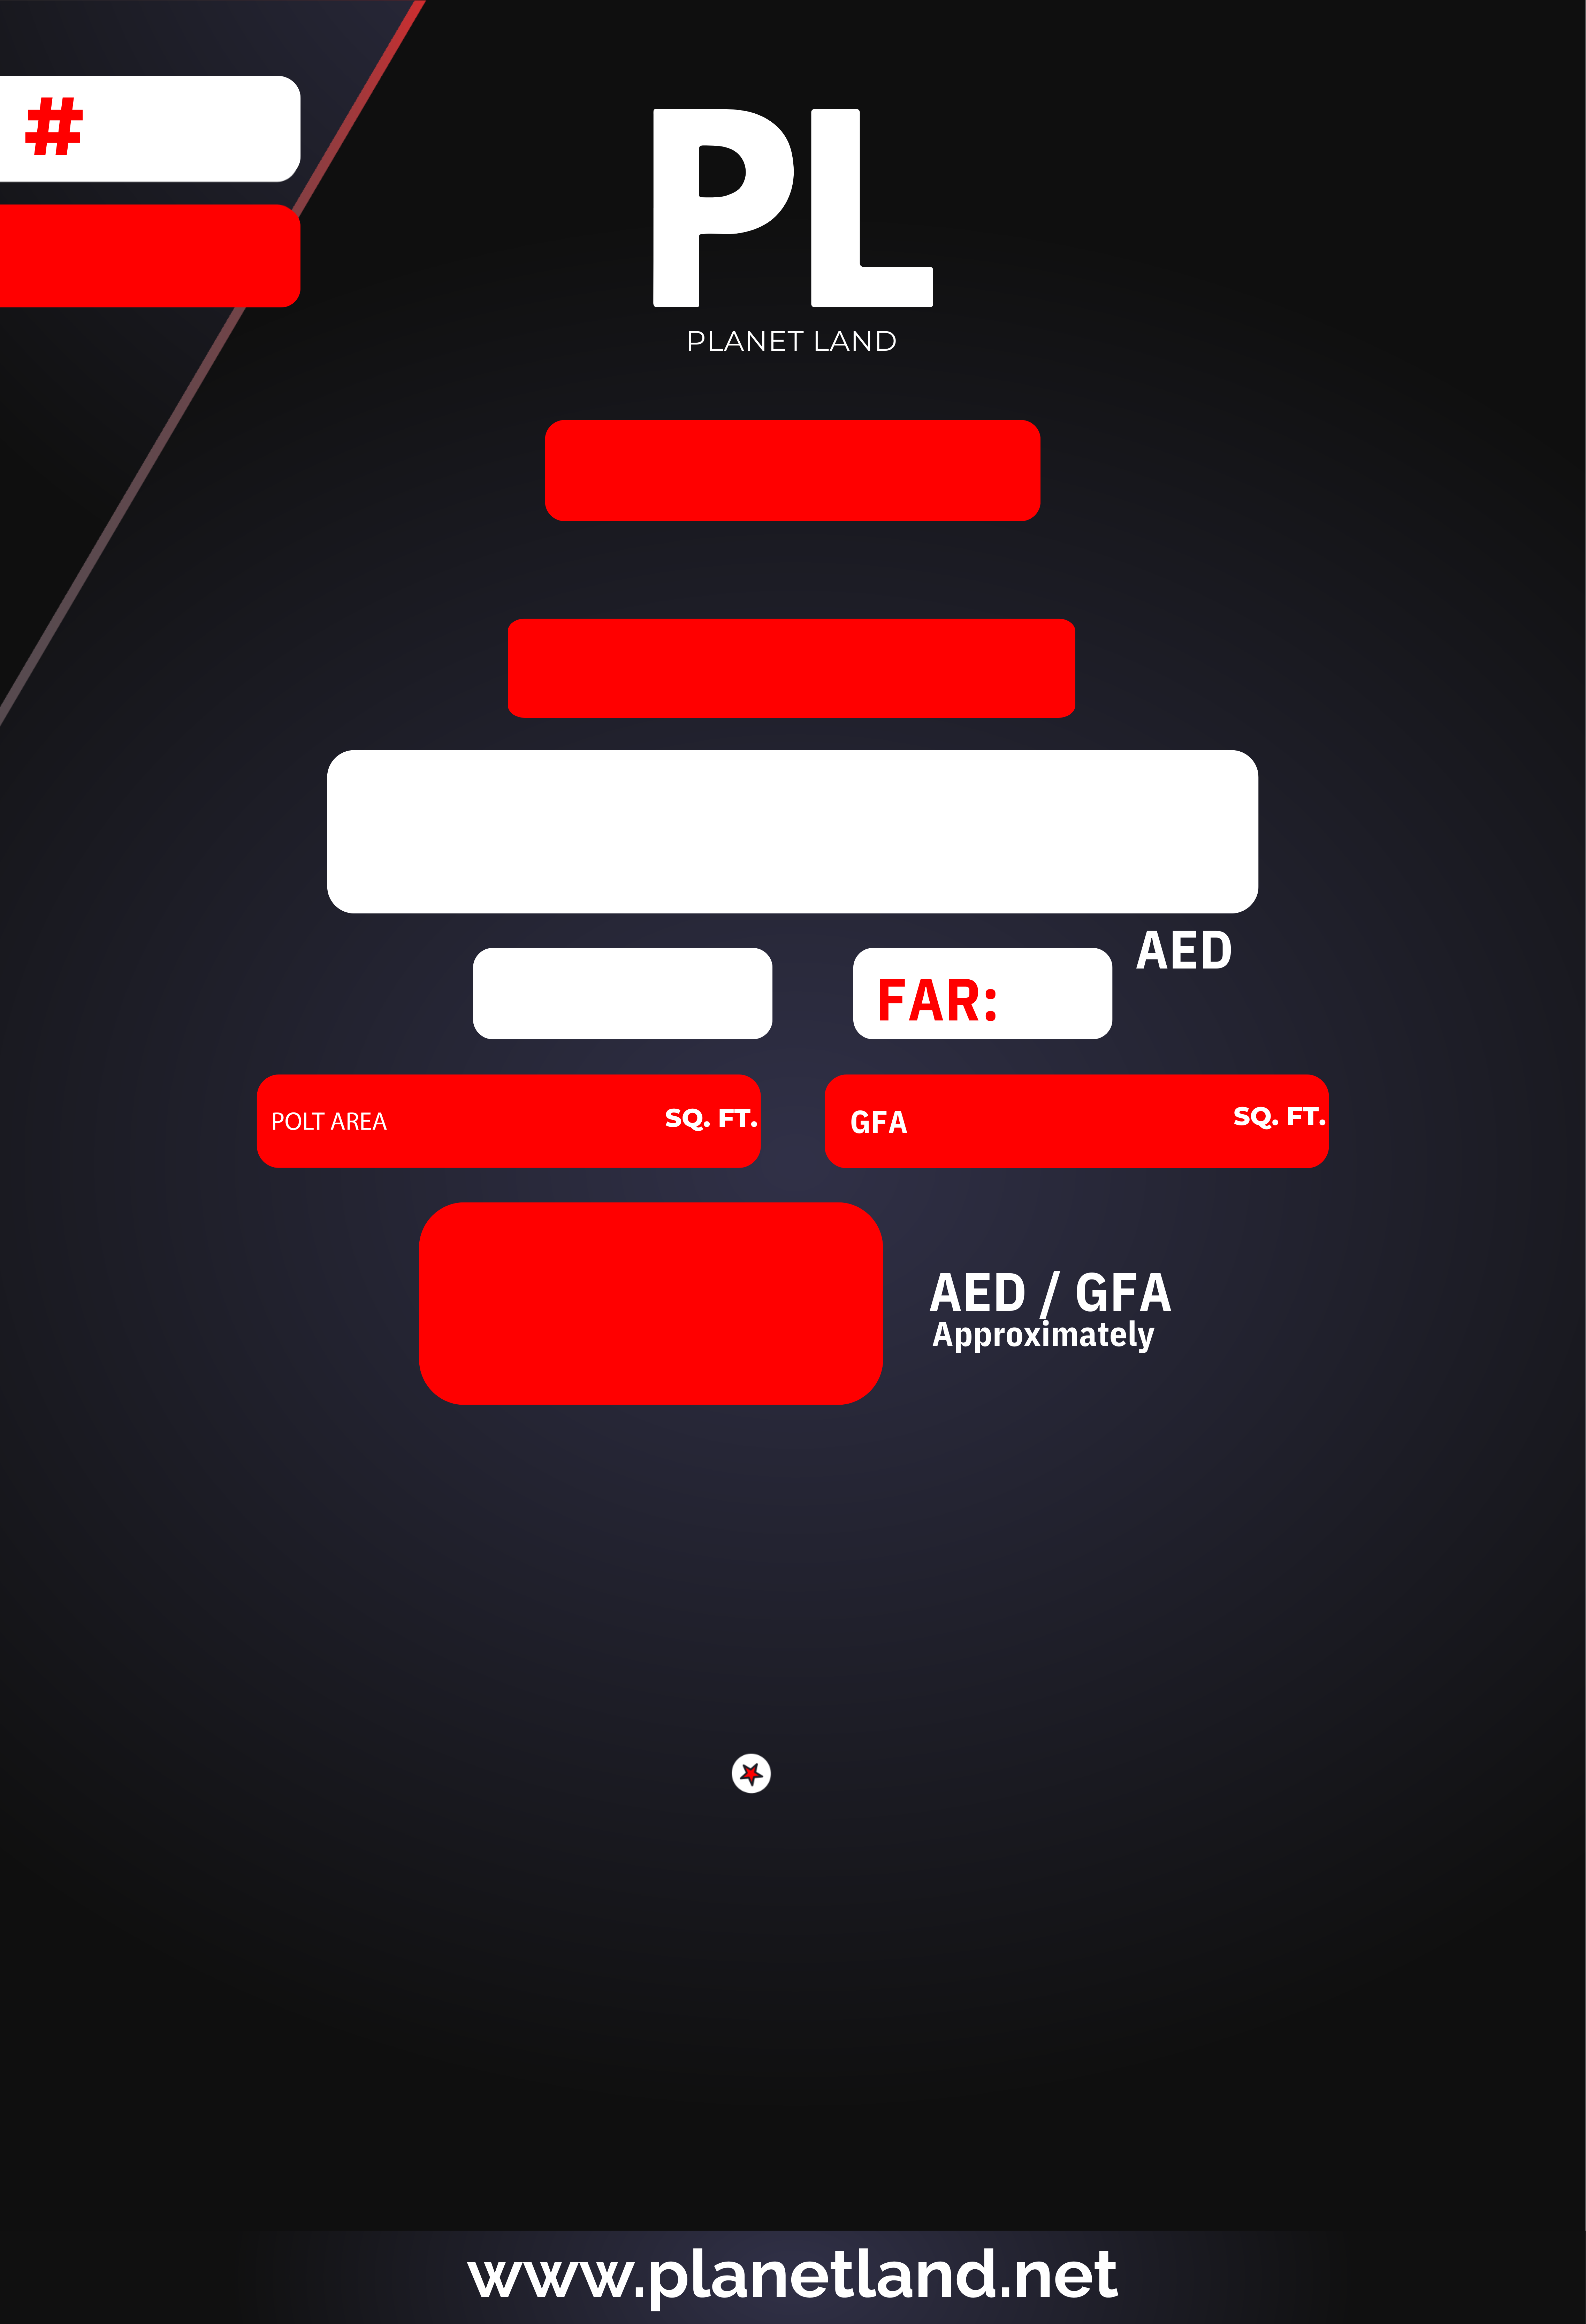 #
PL
PLANET LAND
AED
FAR:
POLT AREA SQ. FT.
GFA SQ. FT.
AED / GFA
Approximately
www.planetland.net